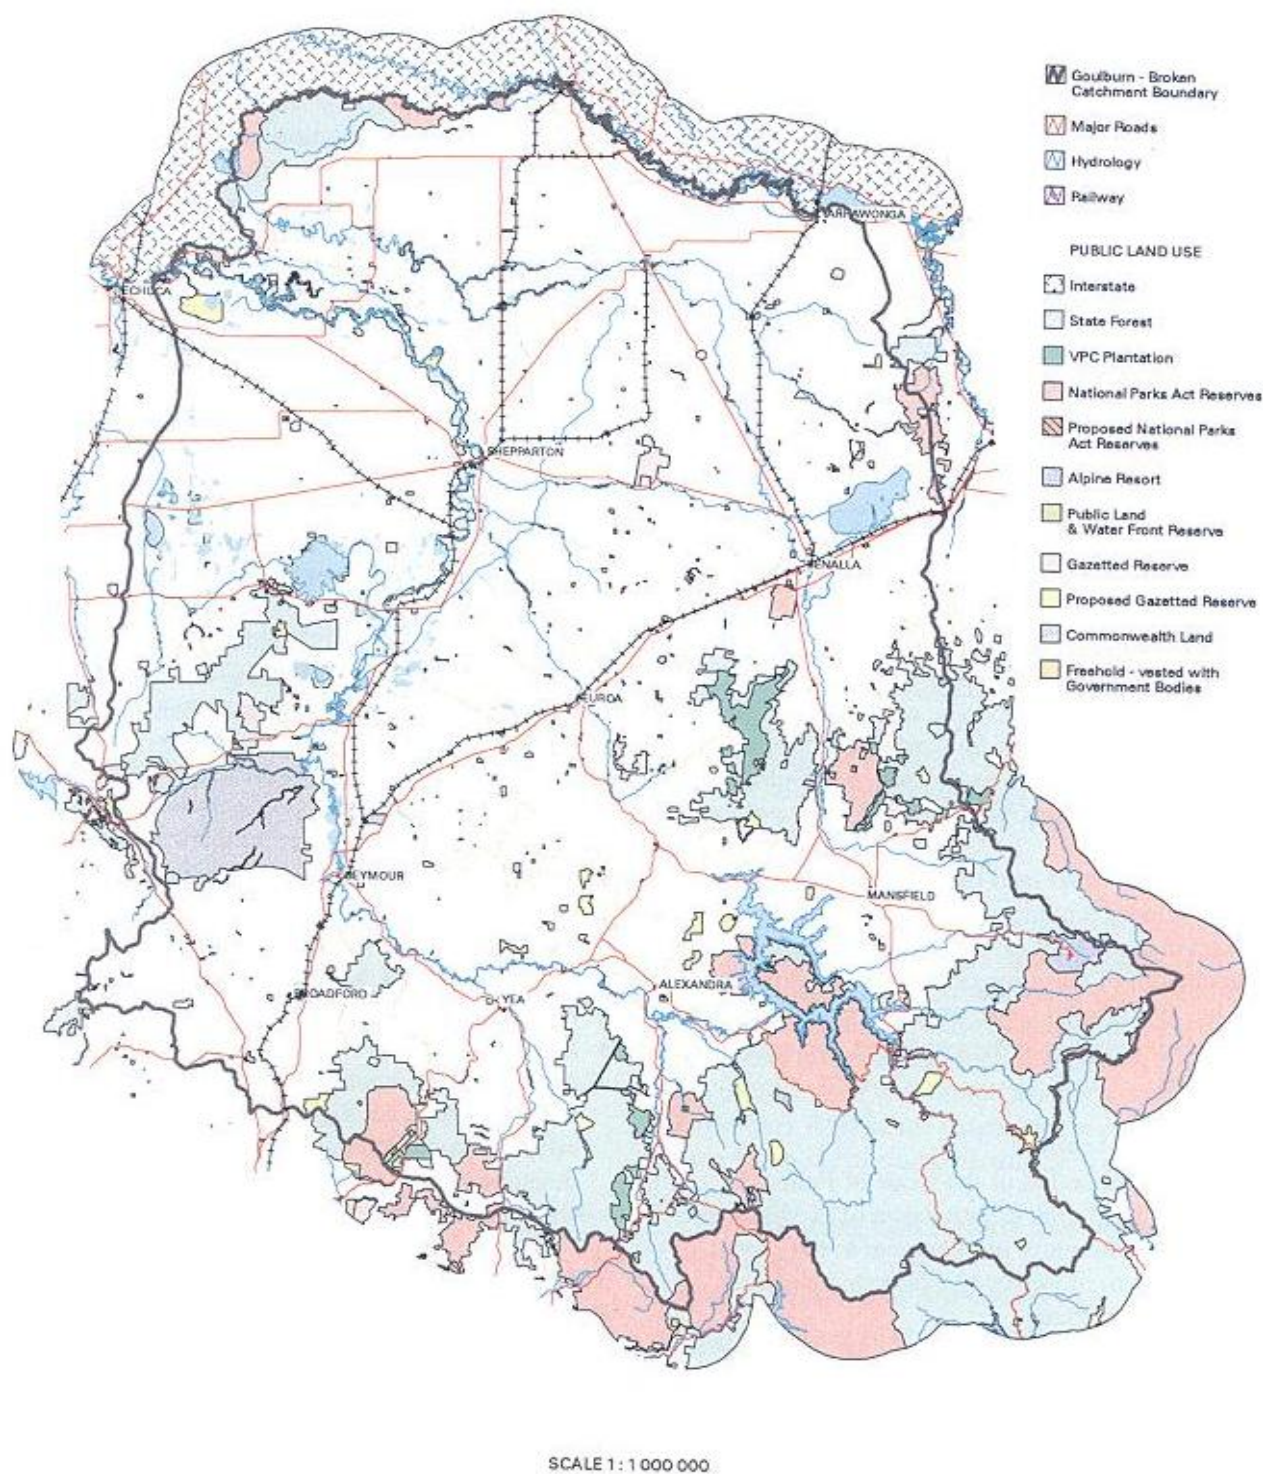 Goulburn - Broken
Catchment Boundary
Major Roads
Hydrology
Railway
PUBLIC LAND USE
Interstate
State Forest
VPC Plantation
National Parks Act Reserves
Proposed National Parks
Act Reserves
Alpine Resort
Public Land
& Water Front Reserve
Gazetted Reserve
Proposed Gazetted Reserve
Commonwealth Land
Freehold - vested with
Government Bodies
YARRAWONGA
ECHUCA
SHEPPARTON
BENALLA
EUROA
SEYMOUR
MANSFIELD
ALEXANDRA
BROADFORD
YEA
SCALE 1 : 1 000 000